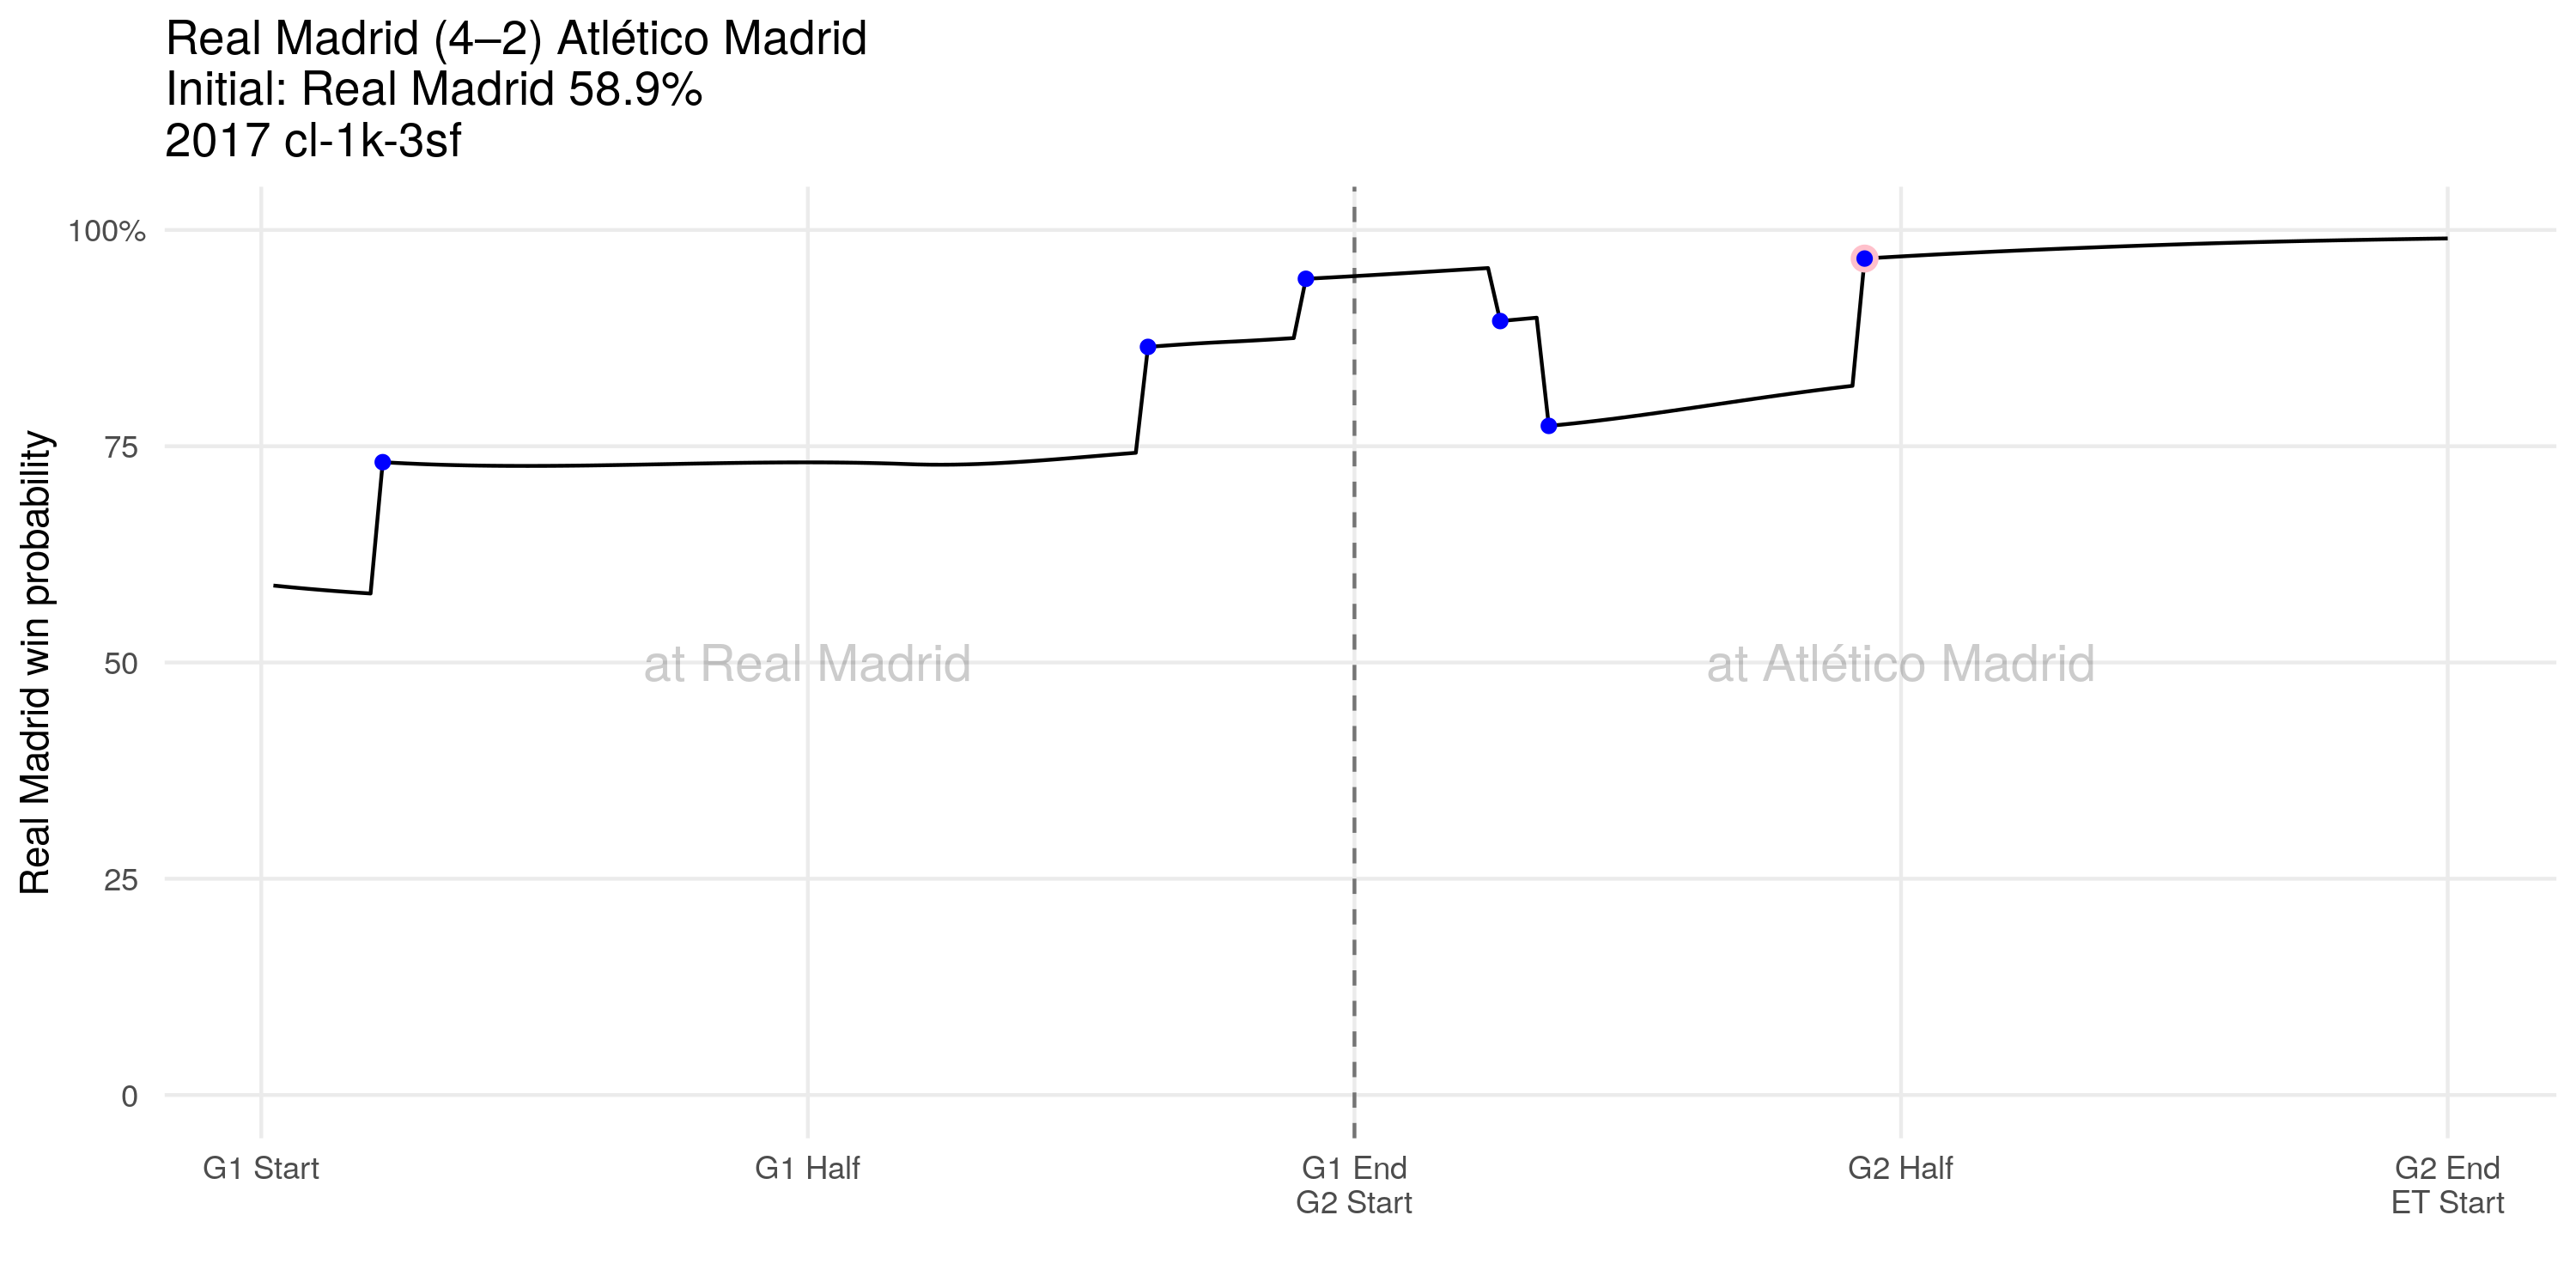 Real Madrid (4–2) Atlético Madrid
Initial: Real Madrid 58.9%
2017 cl-1k-3sf
Real Madrid win probability
100%
75
50
25
0
at Real Madrid
at Atlético Madrid
G1 Start
G1 Half
G1 End
G2 Start
G2 Half
G2 End
ET Start